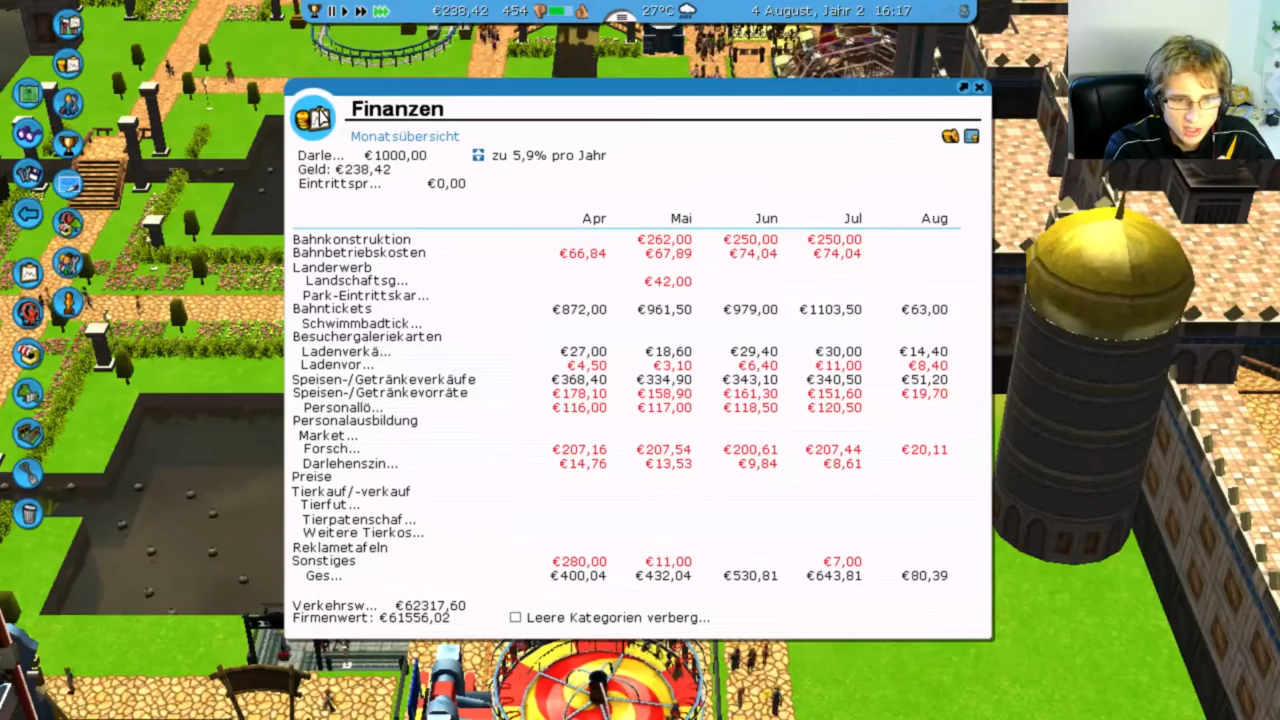 €238,42 454 27°C 4 August, Jahr 2 16:17
Finanzen
Monatsübersicht
Darle... €1000,00 zu 5,9% pro Jahr
Geld: €238,42
Eintrittspr... €0,00
Apr Mai Jun Jul Aug
Bahnkonstruktion €262,00 €250,00 €250,00
Bahnbetriebskosten €66,84 €67,89 €74,04 €74,04
Landerwerb
Landschaftsg... €42,00
Park-Eintrittskar...
Bahntickets €872,00 €961,50 €979,00 €1103,50 €63,00
Schwimmbadtick...
Besuchergaleriekarten
Ladenverkä... €27,00 €18,60 €29,40 €30,00 €14,40
Ladenvor... €4,50 €3,10 €6,40 €11,00 €8,40
Speisen-/Getränkeverkäufe €368,40 €334,90 €343,10 €340,50 €51,20
Speisen-/Getränkevorräte €178,10 €158,90 €161,30 €151,60 €19,70
Personallö... €116,00 €117,00 €118,50 €120,50
Personalausbildung
Market...
Forsch... €207,16 €207,54 €200,61 €207,44 €20,11
Darlehenszin... €14,76 €13,53 €9,84 €8,61
Preise
Tierkauf/-verkauf
Tierfut...
Tierpatenschaf...
Weitere Tierkos...
Reklametafeln
Sonstiges €280,00 €11,00 €7,00
Ges... €400,04 €432,04 €530,81 €643,81 €80,39
Verkehrsw... €62317,60
Firmenwert: €61556,02 Leere Kategorien verberg...